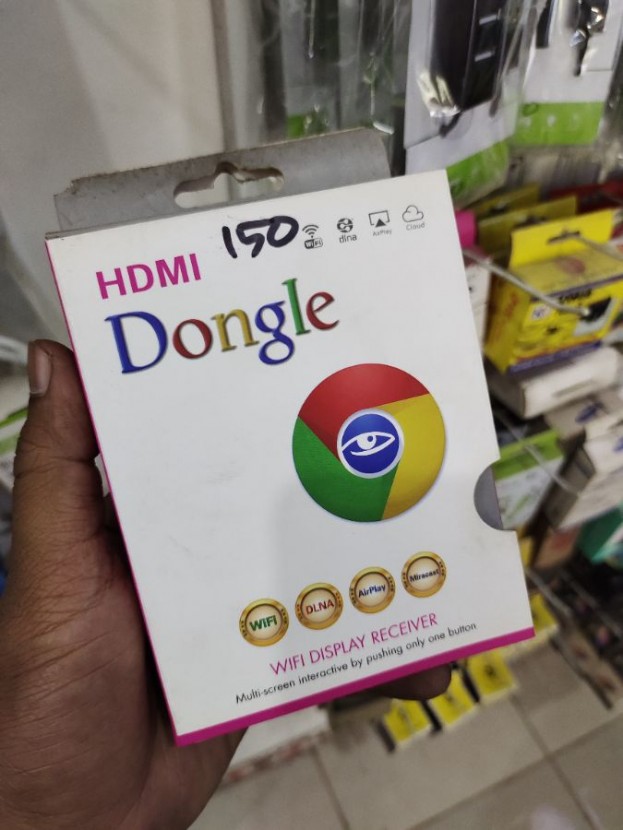 150
WiFi dlna AirPlay Cloud
HDMI
Dongle
WIFI DLNA AirPlay Miracast
WIFI DISPLAY RECEIVER
Multi-screen interactive by pushing only one button